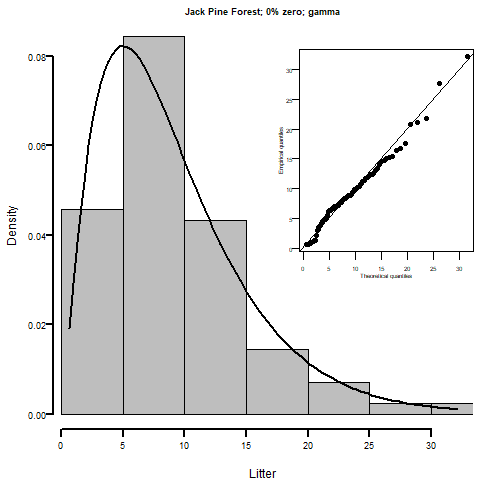 Jack Pine Forest; 0% zero; gamma
0.08
0.06
0.04
0.02
0.00
Density
0 5 10 15 20 25 30
Litter
30
25
20
15
10
5
0
Empirical quantiles
0 5 10 15 20 25 30
Theoretical quantiles